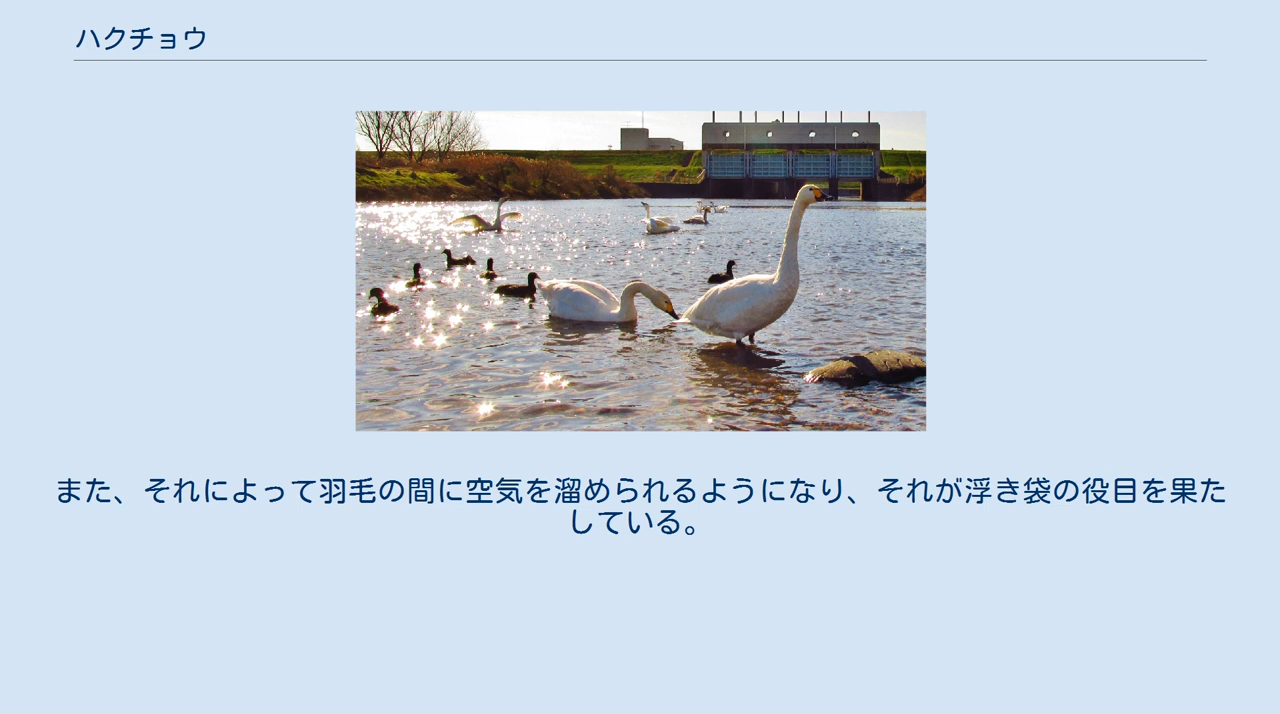 ハクチョウ
また、それによって羽毛の間に空気を溜められるようになり、それが浮き袋の役目を果た
している。